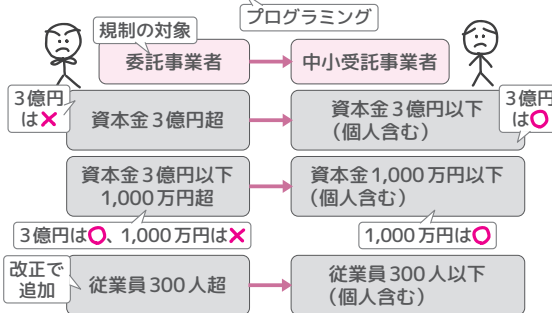 プログラミング
規制の対象
委託事業者
中小受託事業者
3億円
は×
資本金3億円超
資本金3億円以下
（個人含む）
3億円
は○
資本金3億円以下
1,000万円超
資本金1,000万円以下
（個人含む）
3億円は○、1,000万円は×
1,000万円は○
改正で
追加
従業員300人超
従業員300人以下
（個人含む）